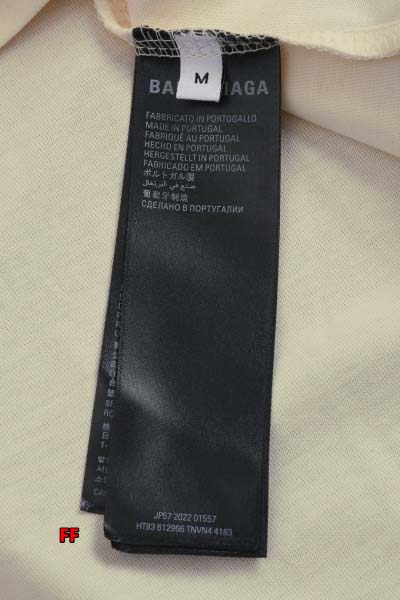 M
FABBRICATO IN PORTOGALLO
MADE IN PORTUGAL
FABRIQUÉ AU PORTUGAL
HECHO EN PORTUGAL
HERGESTELLT IN PORTUGAL
FABRICADO EM PORTUGAL
ポルトガル製
صنع في البرتغال
葡萄牙制造
СДЕЛАНО В ПОРТУГАЛИИ
JP57 2022 01557
HT83 612956 TNVN4 4183
FF